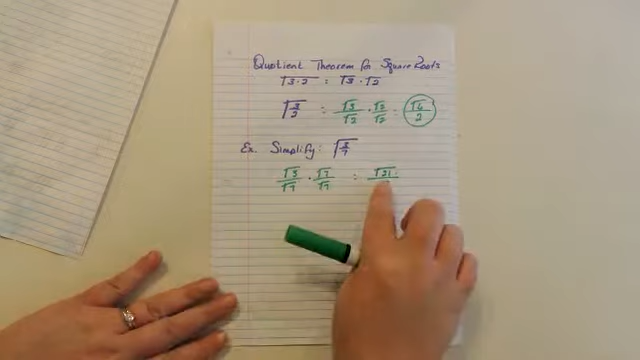 Quotient Theorem for Square Roots
√3·2 = √3 · √2
√3/2 = √3/√2 · √2/√2 = √6/2
Ex Simplify: √3/7
√3/√7 · √7/√7 = √21